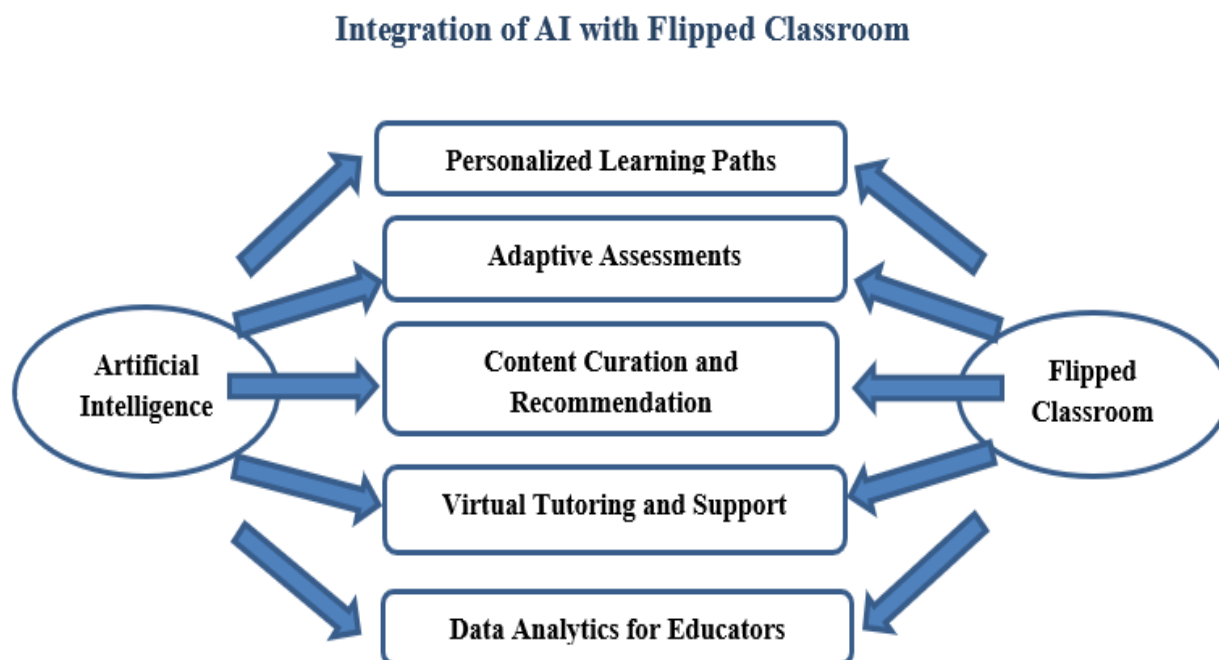 Integration of AI with Flipped Classroom
Personalized Learning Paths
Adaptive Assessments
Artificial
Intelligence
Content Curation and
Recommendation
Flipped
Classroom
Virtual Tutoring and Support
Data Analytics for Educators